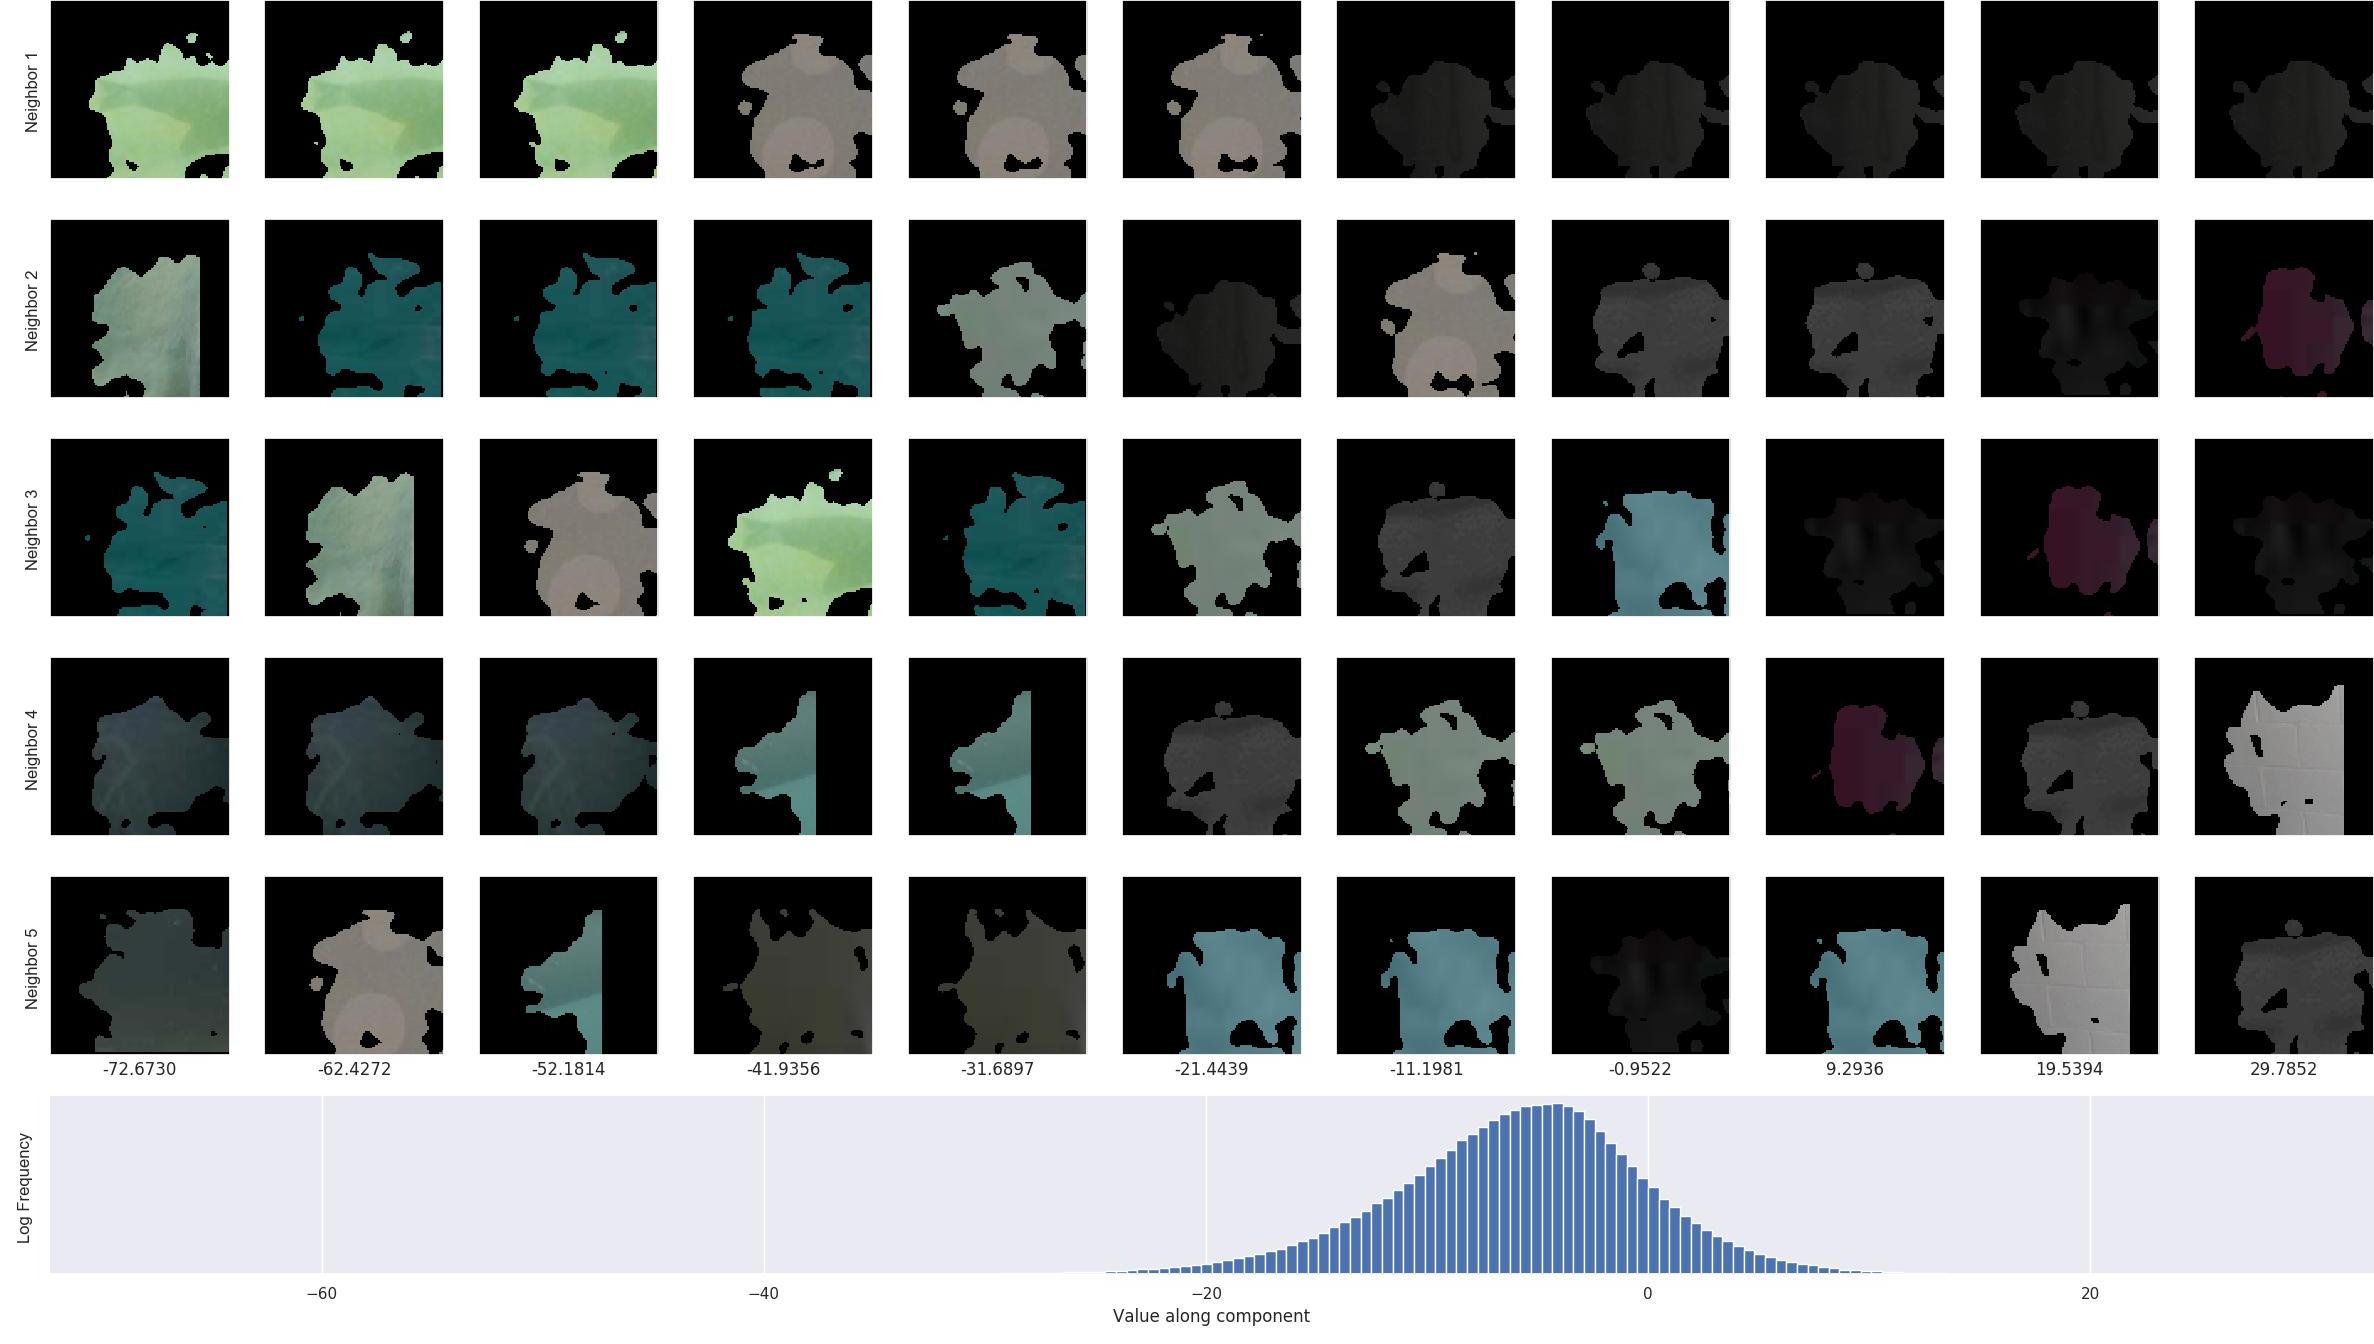 Neighbor 1
Neighbor 2
Neighbor 3
Neighbor 4
Neighbor 5
-72.6730 -62.4272 -52.1814 -41.9356 -31.6897 -21.4439 -11.1981 -0.9522 9.2936 19.5394 29.7852
Log Frequency
−60 −40 −20 0 20
Value along component